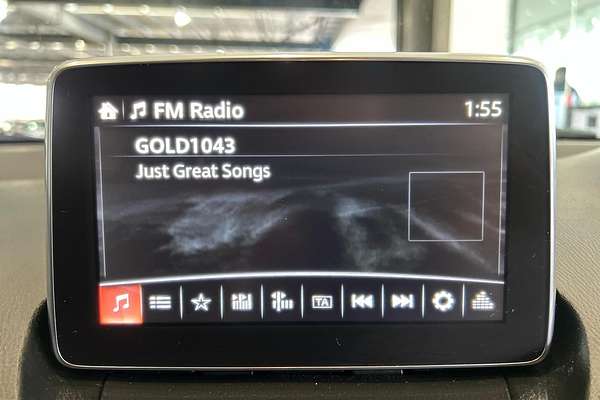 FM Radio 1:55
GOLD1043
Just Great Songs
TA